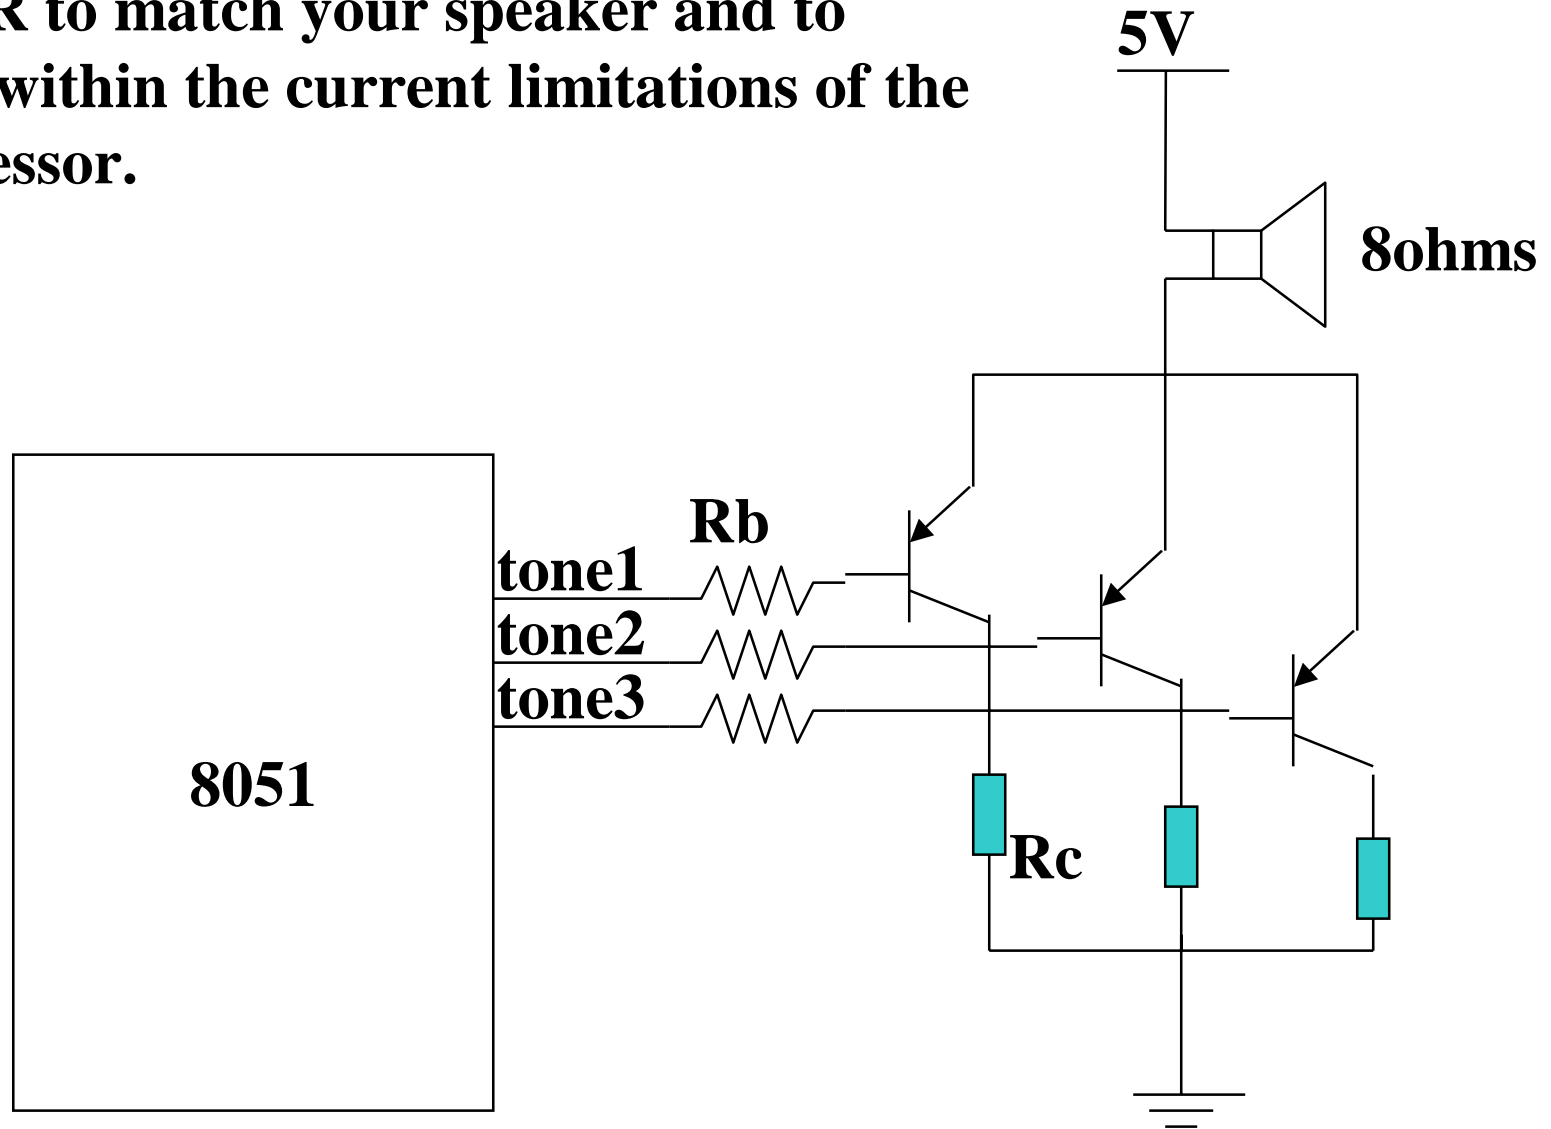 R to match your speaker and to
within the current limitations of the
essor.
5V
8ohms
Rb
tone1
tone2
tone3
8051
Rc